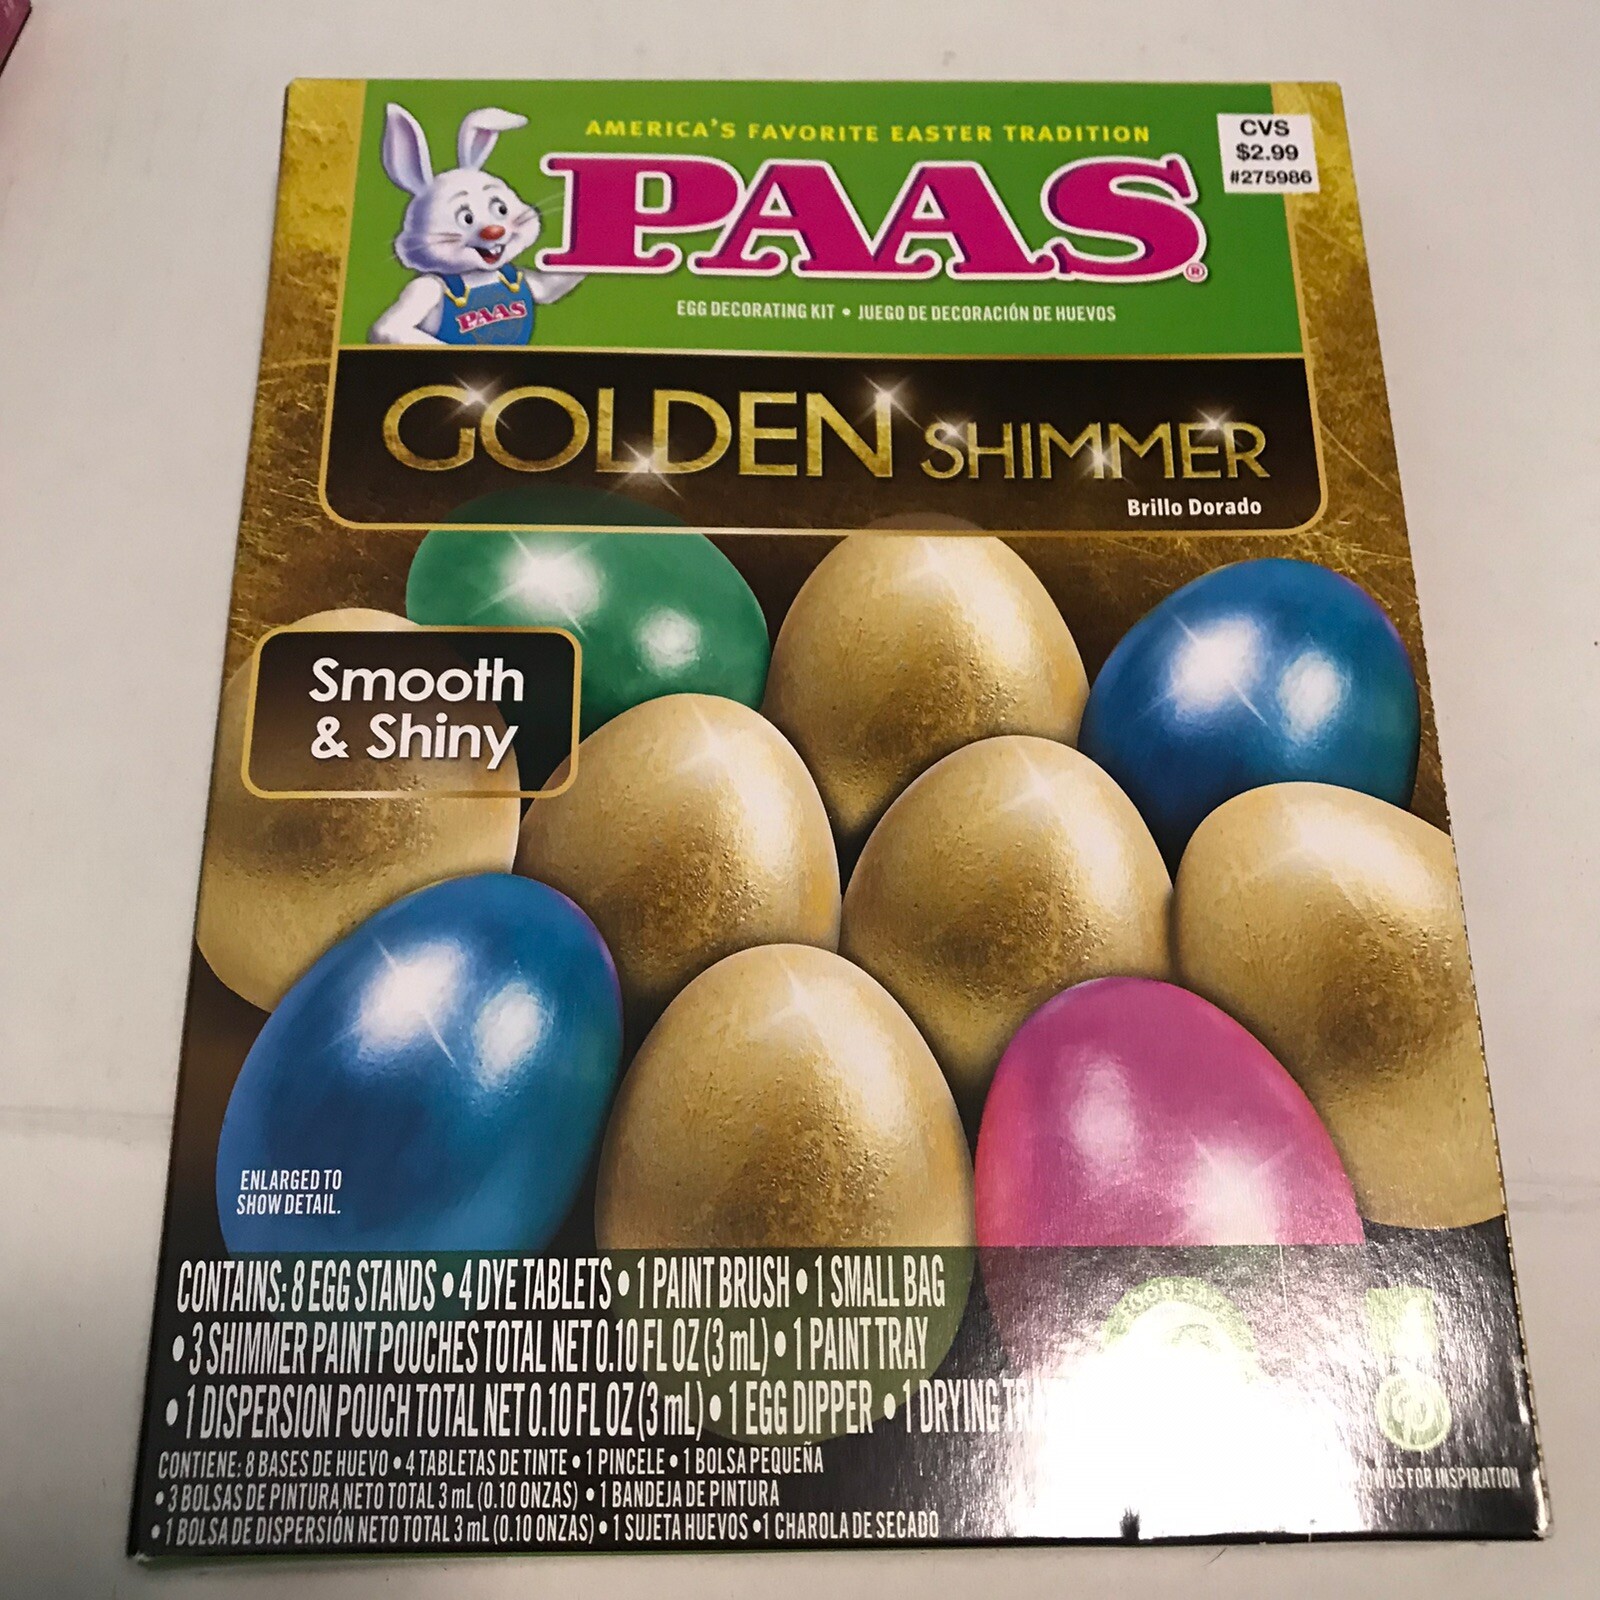 AMERICA'S FAVORITE EASTER TRADITION
CVS
$2.99
#275986
PAAS®
PAAS
EGG DECORATING KIT • JUEGO DE DECORACIÓN DE HUEVOS
GOLDEN SHIMMER
Brillo Dorado
Smooth
& Shiny
ENLARGED TO
SHOW DETAIL.
CONTAINS: 8 EGG STANDS • 4 DYE TABLETS • 1 PAINT BRUSH • 1 SMALL BAG
• 3 SHIMMER PAINT POUCHES TOTAL NET 0.10 FL OZ (3 mL) • 1 PAINT TRAY
• 1 DISPERSION POUCH TOTAL NET 0.10 FL OZ (3 mL) • 1 EGG DIPPER • 1 DRYING
CONTIENE: 8 BASES DE HUEVO • 4 TABLETAS DE TINTE • 1 PINCELE • 1 BOLSA PEQUEÑA
• 3 BOLSAS DE PINTURA NETO TOTAL 3 mL (0.10 ONZAS) • 1 BANDEJA DE PINTURA
• 1 BOLSA DE DISPERSIÓN NETO TOTAL 3 mL (0.10 ONZAS) • 1 SUJETA HUEVOS • 1 CHAROLA DE SECADO
FOOD
US FOR INSPIRATION